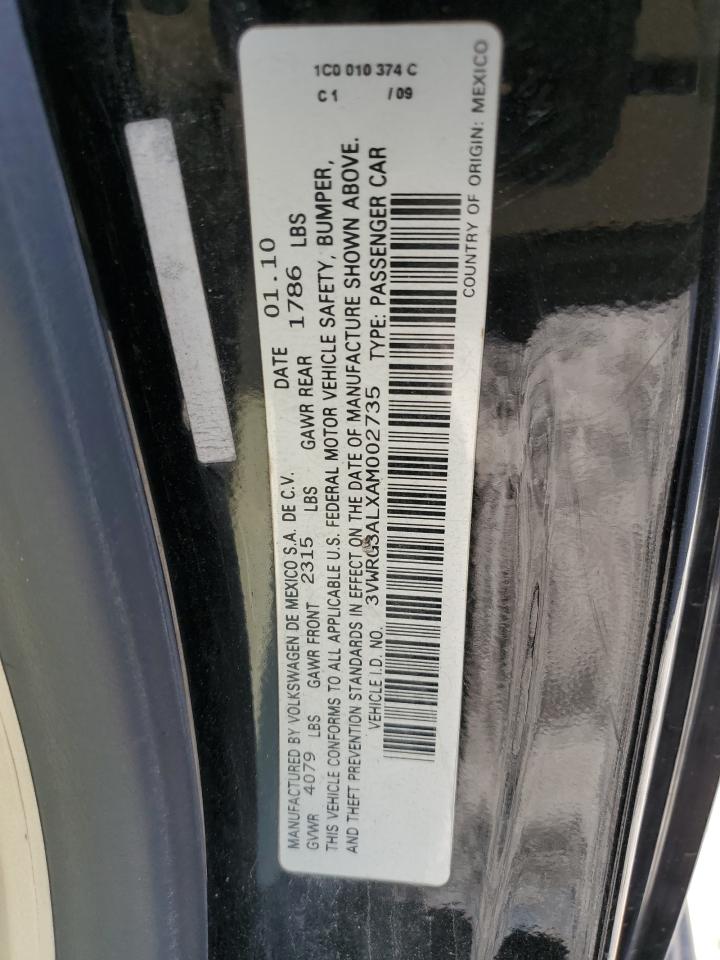 1C0 010 374 C
C 1 / 09
MANUFACTURED BY VOLKSWAGEN DE MEXICO S.A. DE C.V. DATE 01.10
GVWR 4079 LBS GAWR FRONT 2315 LBS GAWR REAR 1786 LBS
THIS VEHICLE CONFORMS TO ALL APPLICABLE U.S. FEDERAL MOTOR VEHICLE SAFETY, BUMPER,
AND THEFT PREVENTION STANDARDS IN EFFECT ON THE DATE OF MANUFACTURE SHOWN ABOVE.
VEHICLE I.D. NO. 3VWRG3ALXAM002735 TYPE: PASSENGER CAR
COUNTRY OF ORIGIN: MEXICO